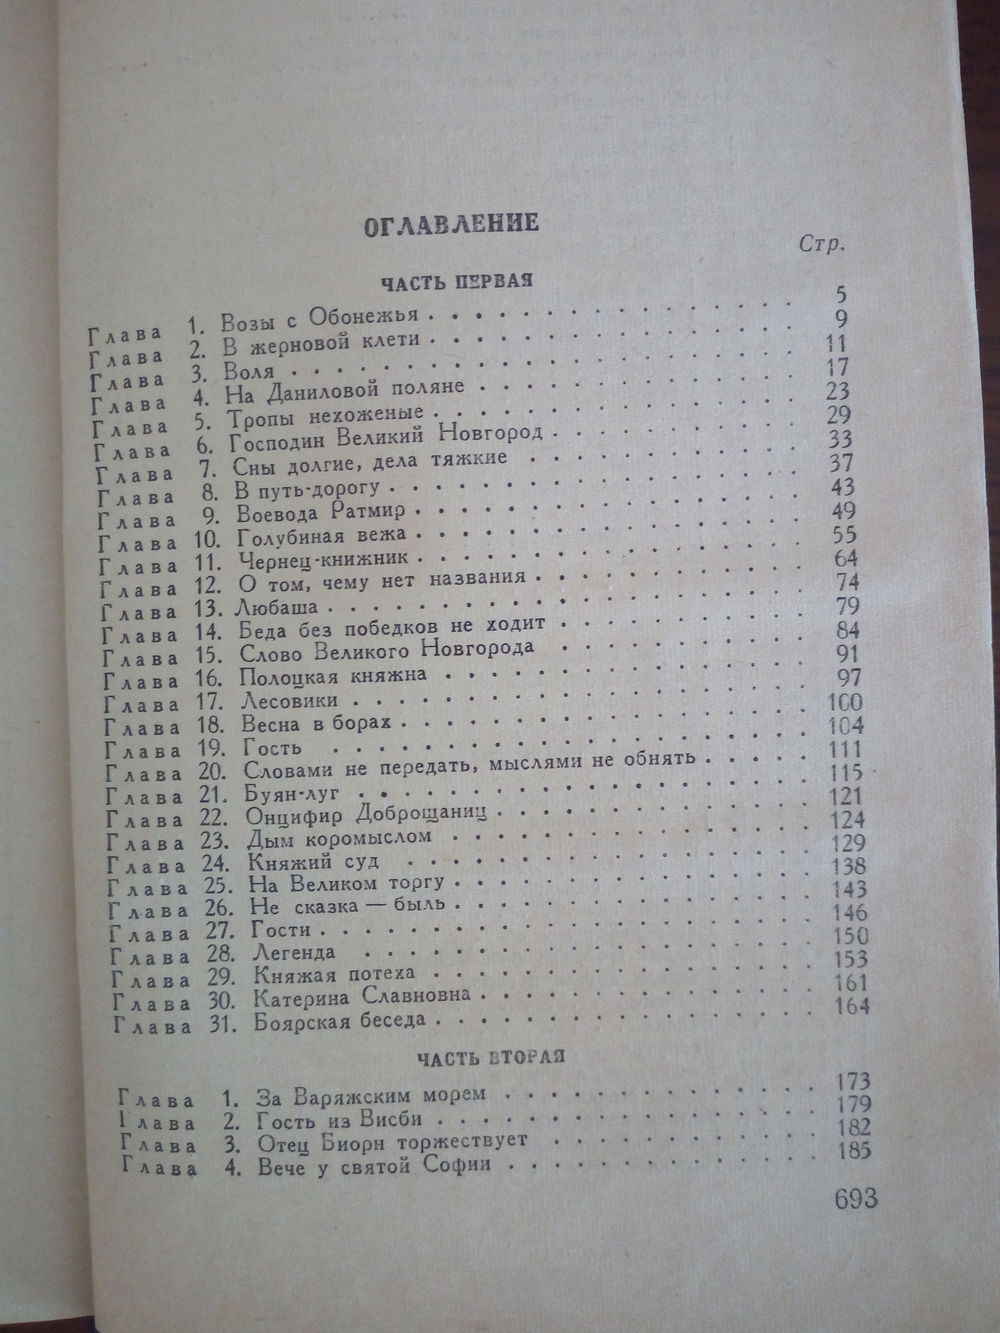 ОГЛАВЛЕНИЕ
Стр.
ЧАСТЬ ПЕРВАЯ
Глава 1. Возы с Обонежья 5
Глава 2. В жерновой клети 9
Глава 3. Воля 11
Глава 4. На Даниловой поляне 17
Глава 5. Тропы нехоженые 23
Глава 6. Господин Великий Новгород 29
Глава 7. Сны долгие, дела тяжкие 33
Глава 8. В путь-дорогу 37
Глава 9. Воевода Ратмир 43
Глава 10. Голубиная вежа 49
Глава 11. Чернец-книжник 55
Глава 12. О том, чему нет названия 64
Глава 13. Любаша 74
Глава 14. Беда без победков не ходит 79
Глава 15. Слово Великого Новгорода 84
Глава 16. Полоцкая княжна 91
Глава 17. Лесовики 97
Глава 18. Весна в борах 100
Глава 19. Гость 104
Глава 20. Словами не передать, мыслями не обнять 111
Глава 21. Буян-луг 115
Глава 22. Онцифир Доброщаниц 121
Глава 23. Дым коромыслом 124
Глава 24. Княжий суд 129
Глава 25. На Великом торгу 138
Глава 26. Не сказка — быль 143
Глава 27. Гости 146
Глава 28. Легенда 150
Глава 29. Княжая потеха 153
Глава 30. Катерина Славновна 161
Глава 31. Боярская беседа 164
ЧАСТЬ ВТОРАЯ
Глава 1. За Варяжским морем 173
Глава 2. Гость из Висби 179
Глава 3. Отец Биорн торжествует 182
Глава 4. Вече у святой Софии 185
693